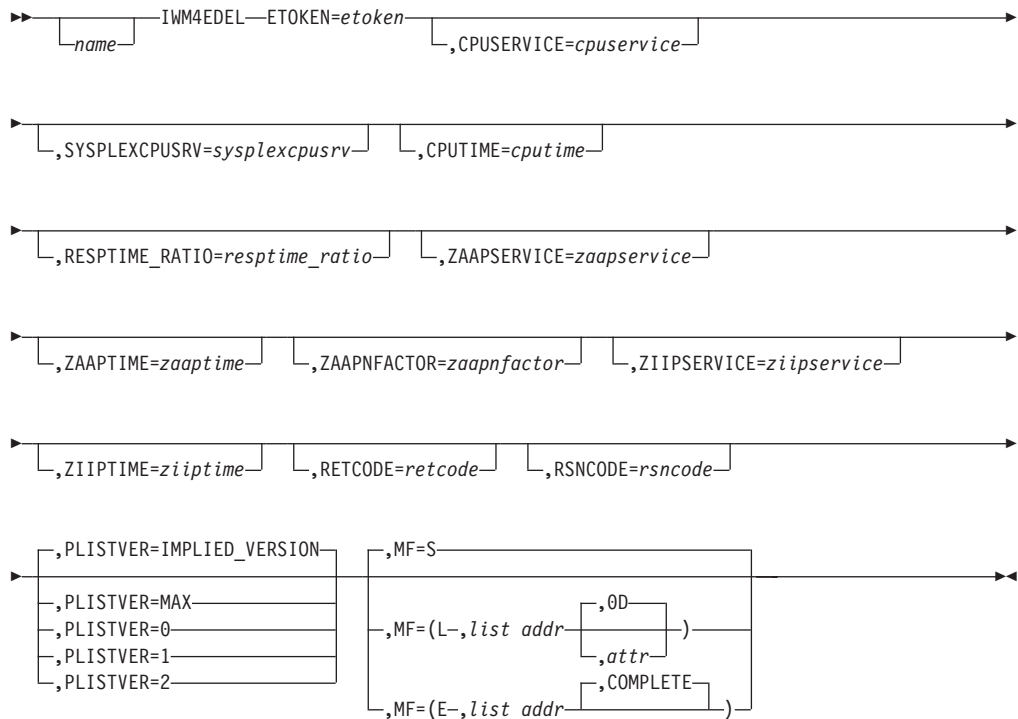 IWM4EDEL ETOKEN=etoken
name
,CPUSERVICE=cpuservice
,SYSPLEXCPUSRV=sysplexcpusrv ,CPUTIME=cputime
,RESPTIME_RATIO=resptime_ratio ,ZAAPSERVICE=zaapservice
,ZAAPTIME=zaaptime ,ZAAPNFACTOR=zaapnfactor ,ZIIPSERVICE=ziipservice
,ZIIPTIME=ziiptime ,RETCODE=retcode ,RSNCODE=rsncode
,PLISTVER=IMPLIED_VERSION
,PLISTVER=MAX
,PLISTVER=0
,PLISTVER=1
,PLISTVER=2
,MF=S
,0D
,MF=(L ,list addr )
,attr
,COMPLETE
,MF=(E ,list addr )